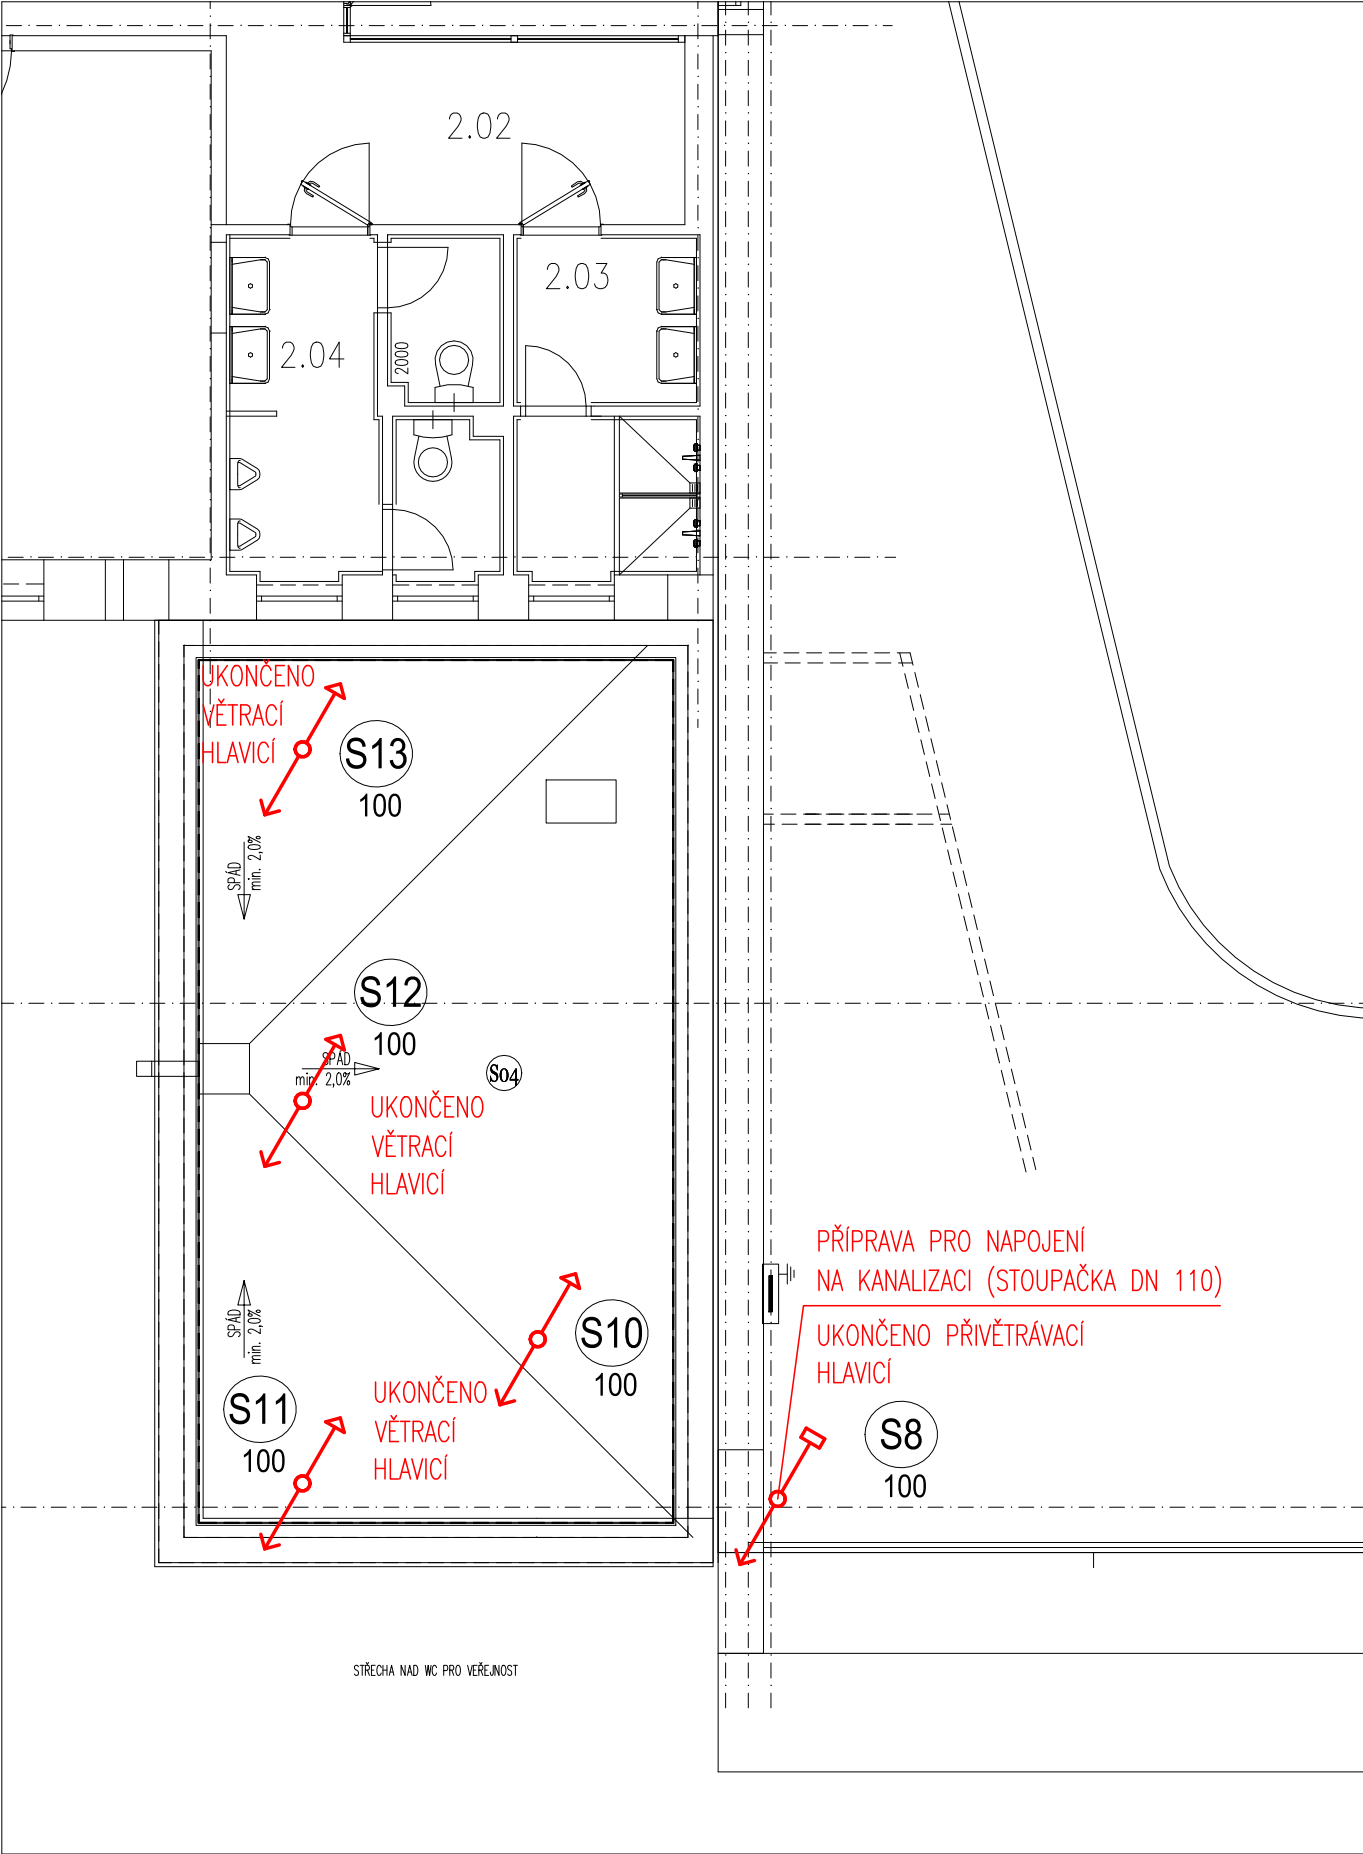 2.02
2.03
2.04
2000
UKONČENO
VĚTRACÍ
HLAVICÍ
S13
100
SPÁD
min. 2,0%
S12
100
SPÁD
min. 2,0%
S04
UKONČENO
VĚTRACÍ
HLAVICÍ
PŘÍPRAVA PRO NAPOJENÍ
NA KANALIZACI (STOUPAČKA DN 110)
UKONČENO PŘIVĚTRÁVACÍ
HLAVICÍ
SPÁD
min. 2,0%
S10
100
S11
100
UKONČENO
VĚTRACÍ
HLAVICÍ
S8
100
STŘECHA NAD WC PRO VEŘEJNOST